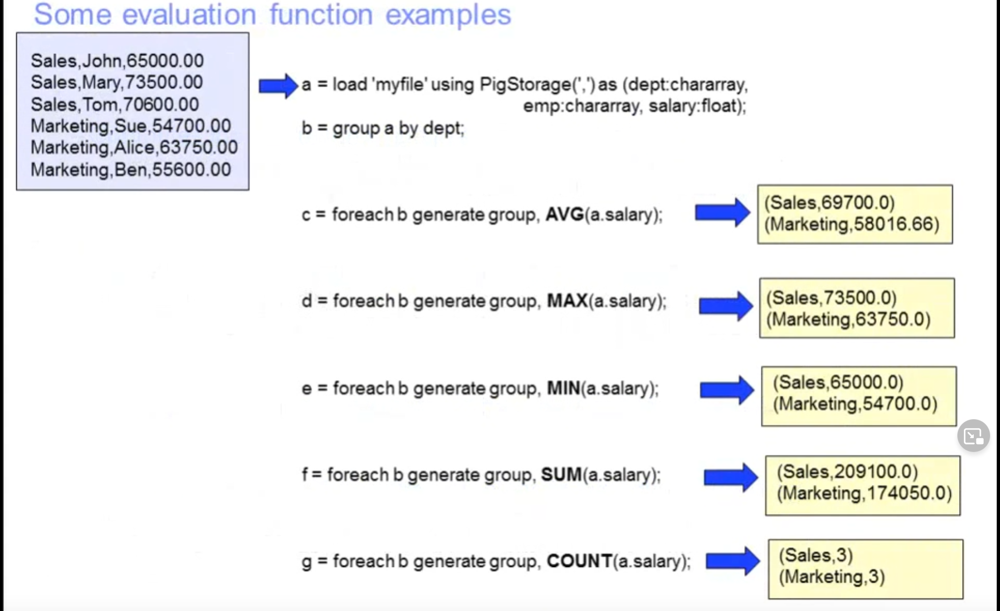 Some evaluation function examples
Sales,John,65000.00
Sales,Mary,73500.00
Sales,Tom,70600.00
Marketing,Sue,54700.00
Marketing,Alice,63750.00
Marketing,Ben,55600.00
a = load 'myfile' using PigStorage(',') as (dept:chararray,
emp:chararray, salary:float);
b = group a by dept;
c = foreach b generate group, AVG(a.salary);
(Sales,69700.0)
(Marketing,58016.66)
d = foreach b generate group, MAX(a.salary);
(Sales,73500.0)
(Marketing,63750.0)
e = foreach b generate group, MIN(a.salary);
(Sales,65000.0)
(Marketing,54700.0)
f = foreach b generate group, SUM(a.salary);
(Sales,209100.0)
(Marketing,174050.0)
g = foreach b generate group, COUNT(a.salary);
(Sales,3)
(Marketing,3)